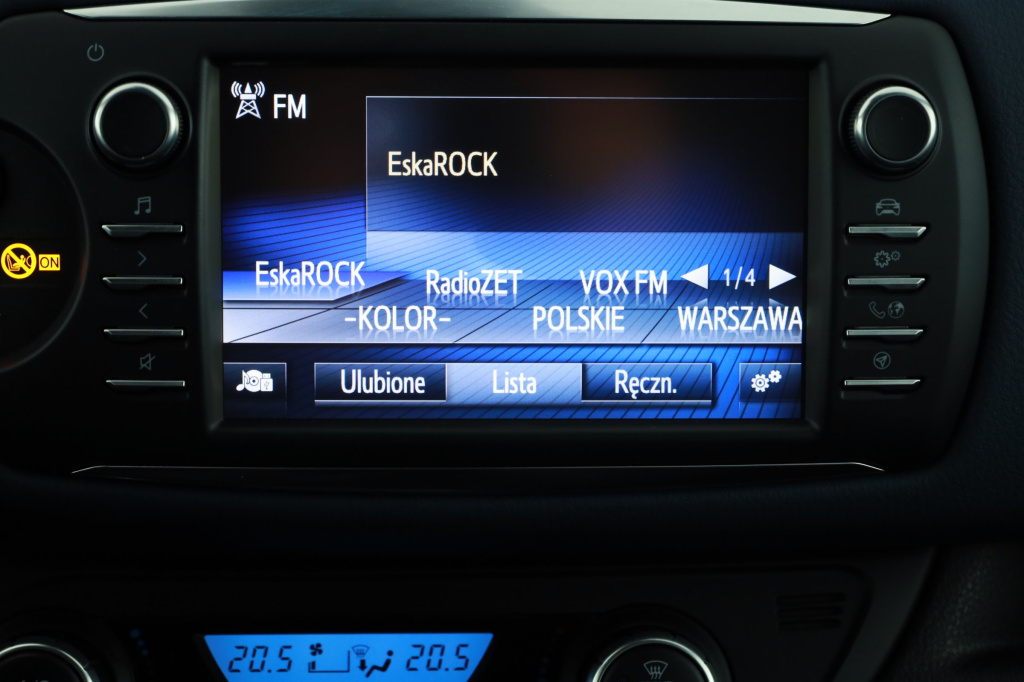 FM
EskaROCK
EskaROCK RadioZET VOX FM 1/4
-KOLOR- POLSKIE WARSZAWA
ON
Ulubione Lista Ręczn.
20.5 20.5